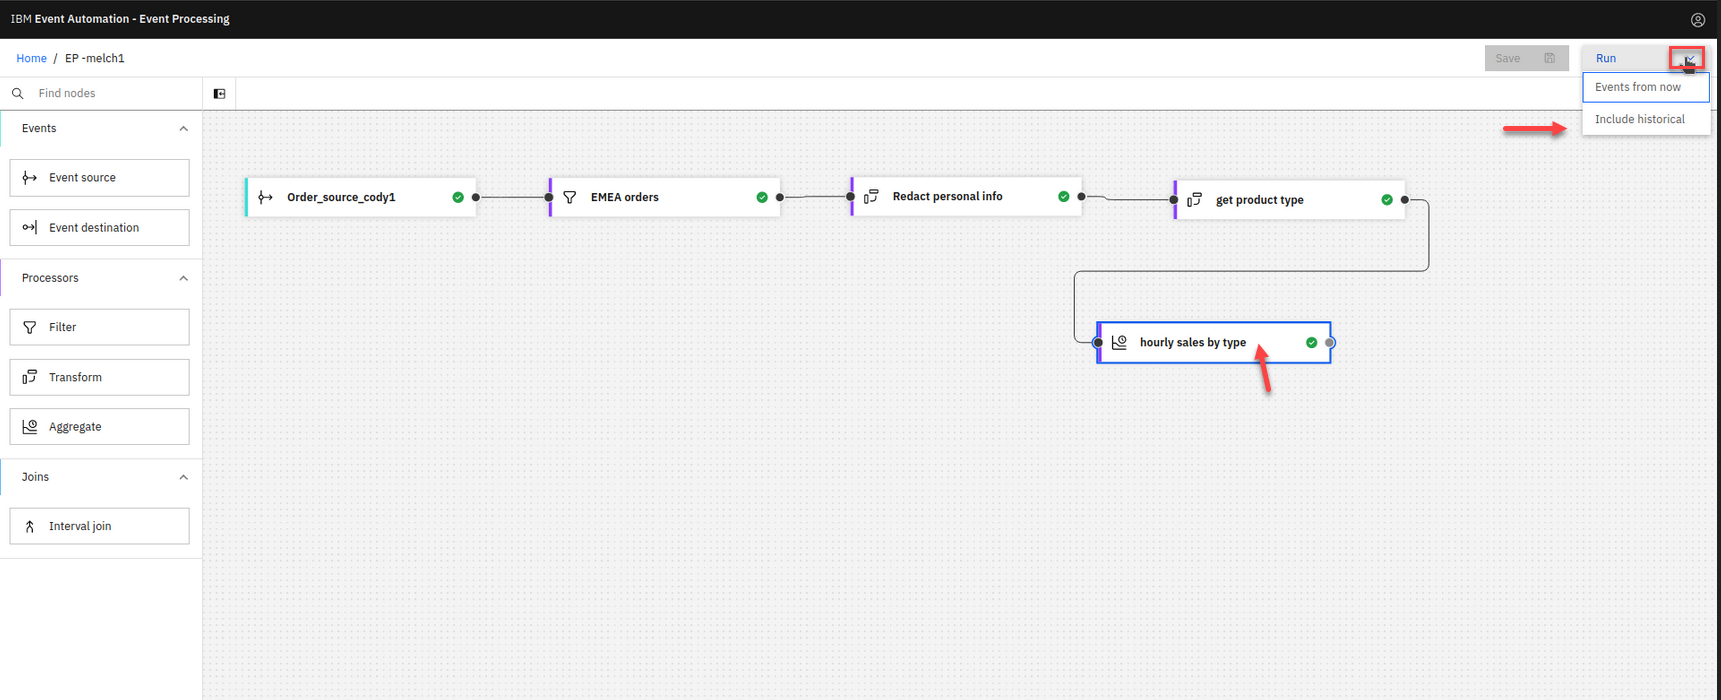 IBM Event Automation - Event Processing
Home / EP -melch1
Save
Run
Find nodes
Events from now
Include historical
Events
Event source
Event destination
Processors
Filter
Transform
Aggregate
Joins
Interval join
Order_source_cody1
EMEA orders
Redact personal info
get product type
hourly sales by type